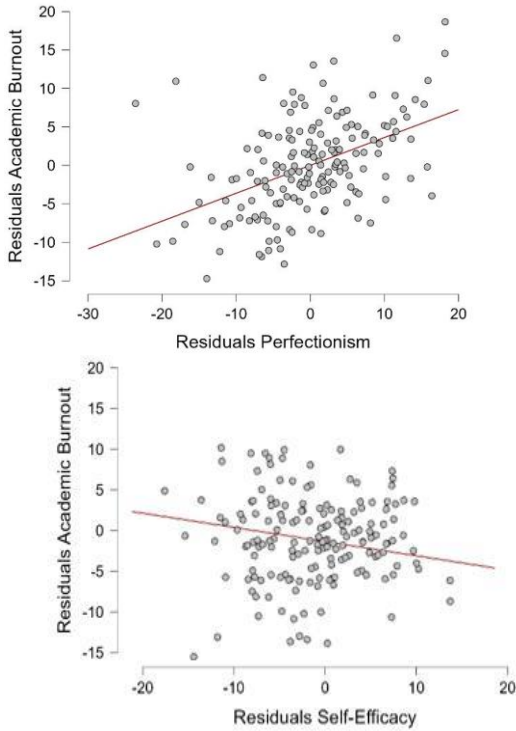 20
15
10
5
0
-5
-10
-15
Residuals Academic Burnout
-30 -20 -10 0 10 20
Residuals Perfectionism
20
15
10
5
0
-5
-10
-15
Residuals Academic Burnout
-20 -10 0 10 20
Residuals Self-Efficacy